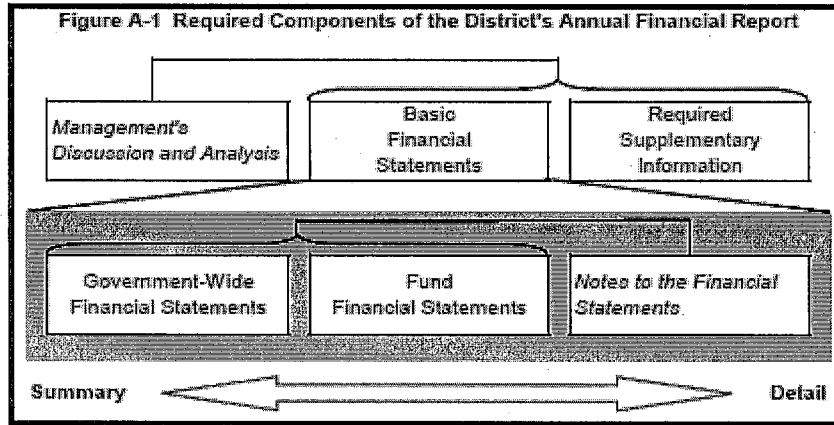 Figure A-1 Required Components of the District's Annual Financial Report
Management's
Discussion and Analysis
Basic
Financial
Statements
Required
Supplementary
Information
Government-Wide
Financial Statements
Fund
Financial Statements
Notes to the Financial
Statements.
Summary
Detail